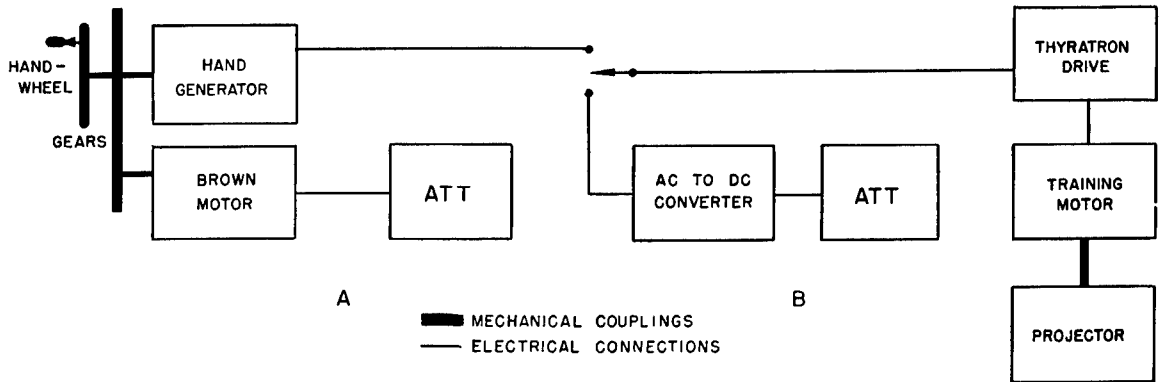 HAND-
WHEEL
GEARS
HAND
GENERATOR
BROWN
MOTOR
ATT
AC TO DC
CONVERTER
ATT
THYRATRON
DRIVE
TRAINING
MOTOR
PROJECTOR
A
B
MECHANICAL COUPLINGS
ELECTRICAL CONNECTIONS